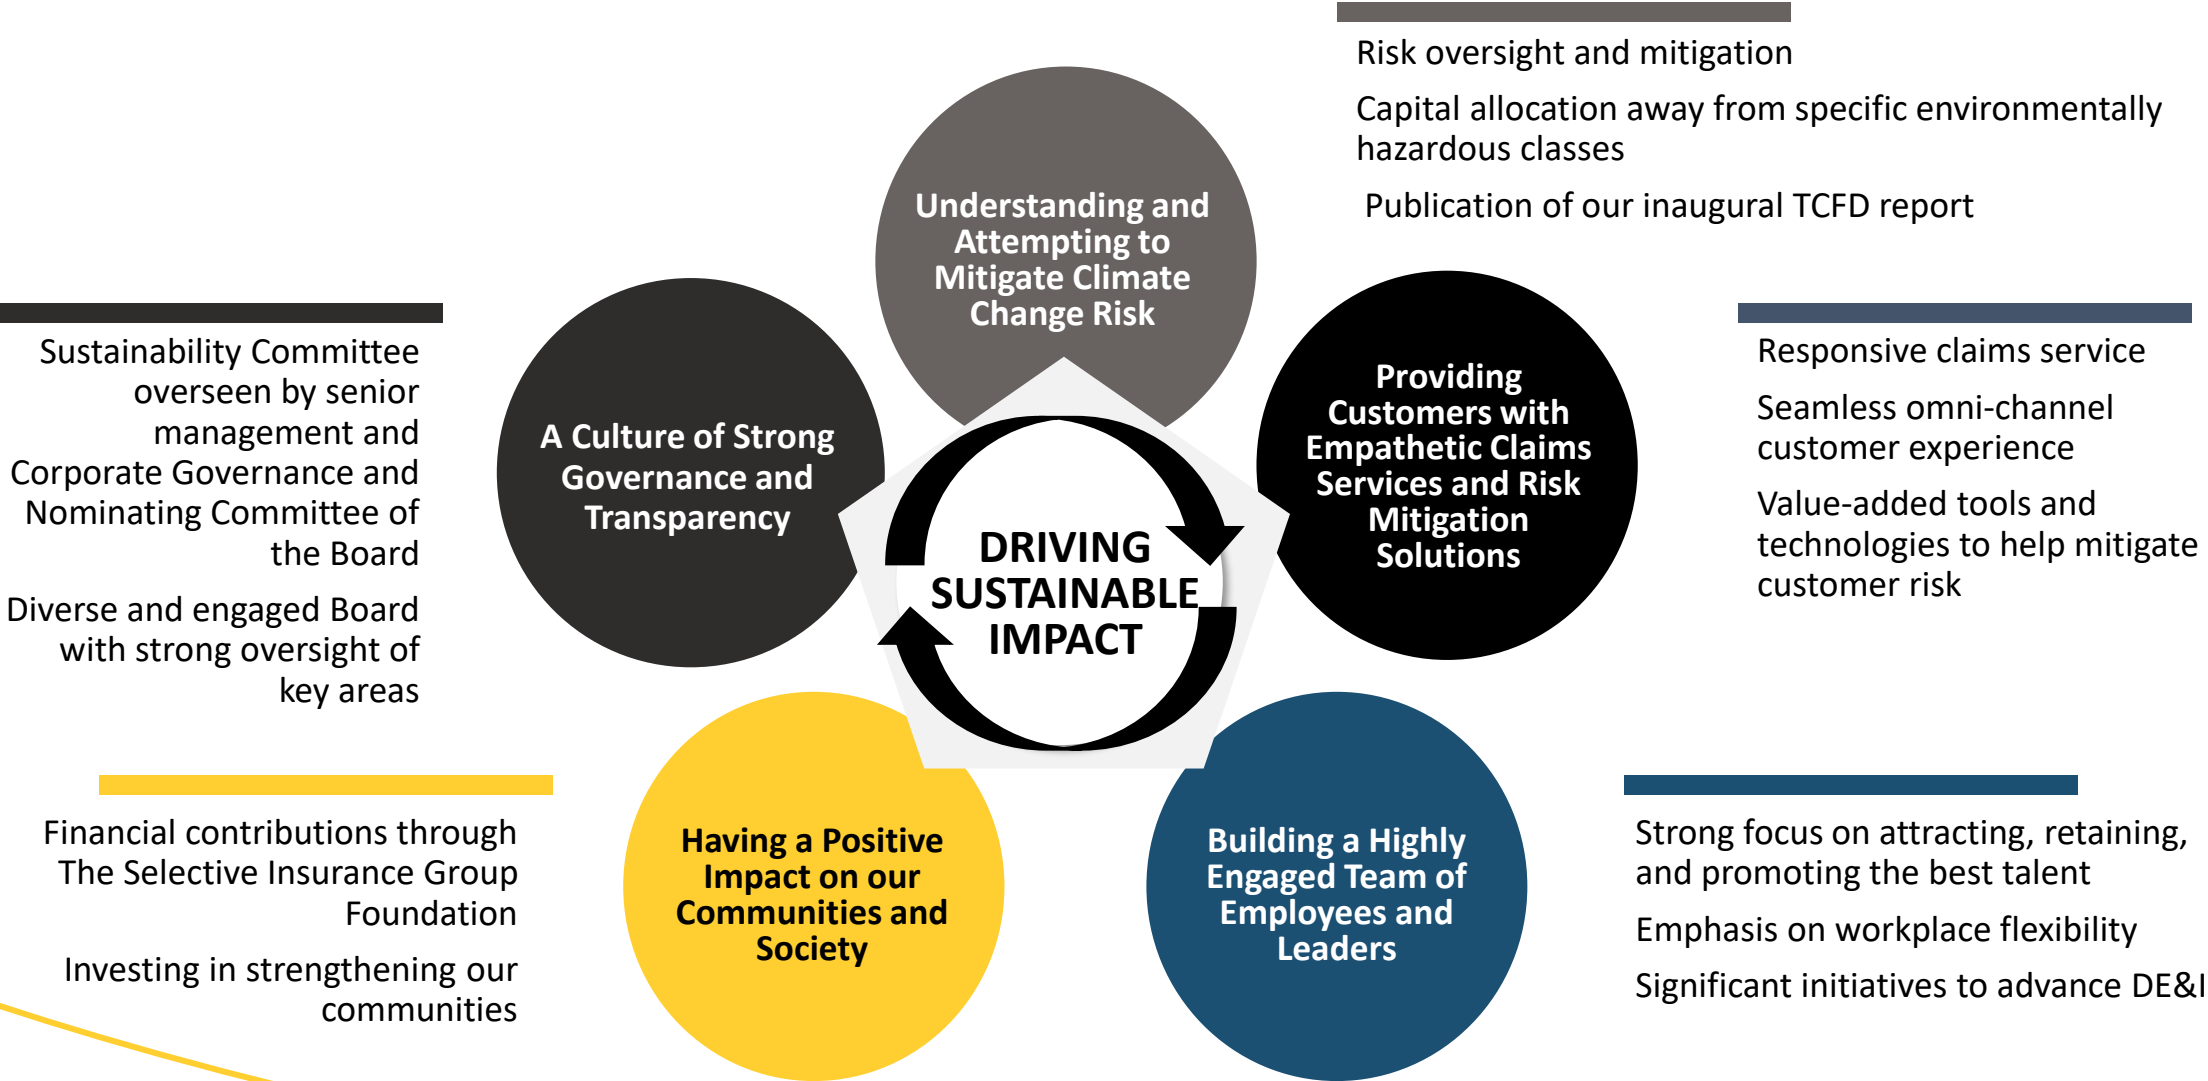 Risk oversight and mitigation
Capital allocation away from specific environmentally
hazardous classes
Publication of our inaugural TCFD report
Understanding and
Attempting to
Mitigate Climate
Change Risk
Sustainability Committee
overseen by senior
management and
Corporate Governance and
Nominating Committee of
the Board
Diverse and engaged Board
with strong oversight of
key areas
A Culture of Strong
Governance and
Transparency
Providing
Customers with
Empathetic Claims
Services and Risk
Mitigation
Solutions
Responsive claims service
Seamless omni-channel
customer experience
Value-added tools and
technologies to help mitigate
customer risk
DRIVING
SUSTAINABLE
IMPACT
Financial contributions through
The Selective Insurance Group
Foundation
Investing in strengthening our
communities
Having a Positive
Impact on our
Communities and
Society
Building a Highly
Engaged Team of
Employees and
Leaders
Strong focus on attracting, retaining,
and promoting the best talent
Emphasis on workplace flexibility
Significant initiatives to advance DE&I